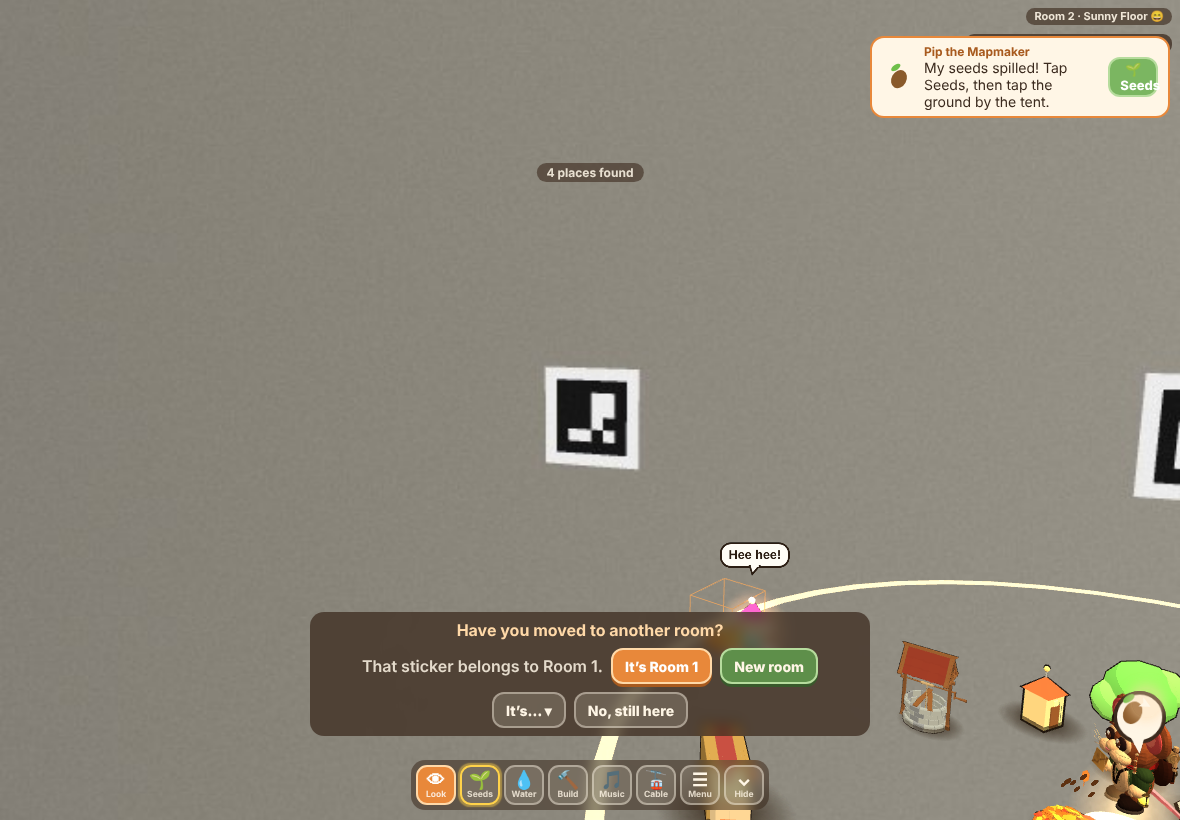 Room 2 · Sunny Floor 😄
Pip the Mapmaker
My seeds spilled! Tap
Seeds, then tap the
ground by the tent.
Seeds
4 places found
Hee hee!
Have you moved to another room?
That sticker belongs to Room 1.
It's Room 1
New room
It's... ▾
No, still here
Look
Seeds
Water
Build
Music
Cable
Menu
Hide